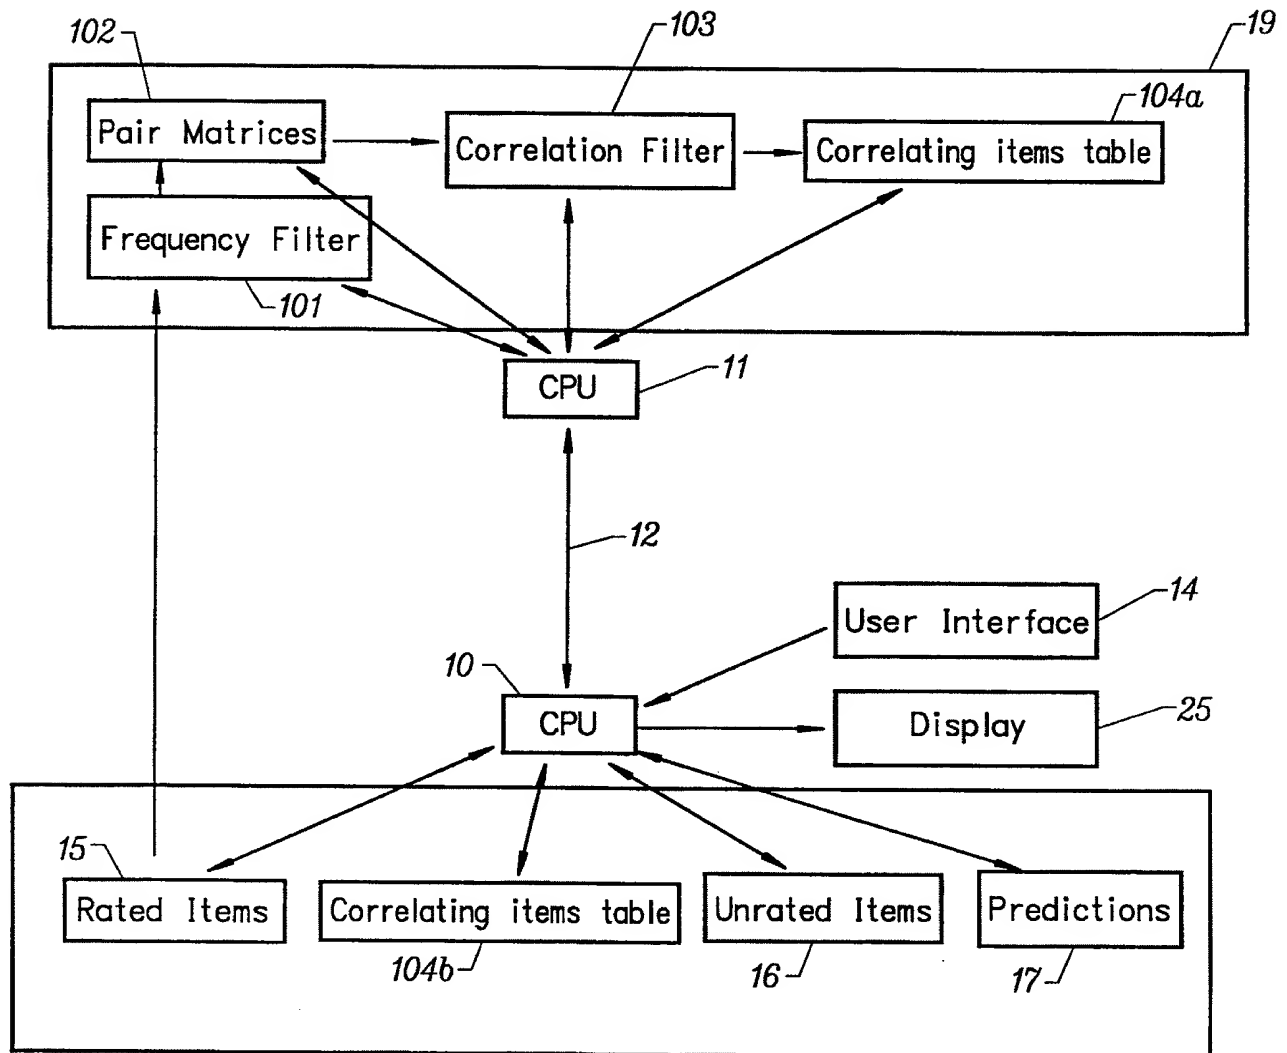 102
103
19
104a
Pair Matrices
Correlation Filter
Correlating items table
Frequency Filter
101
CPU
11
12
14
User Interface
10
CPU
Display
25
15
Rated Items
Correlating items table
Unrated Items
Predictions
104b
16
17